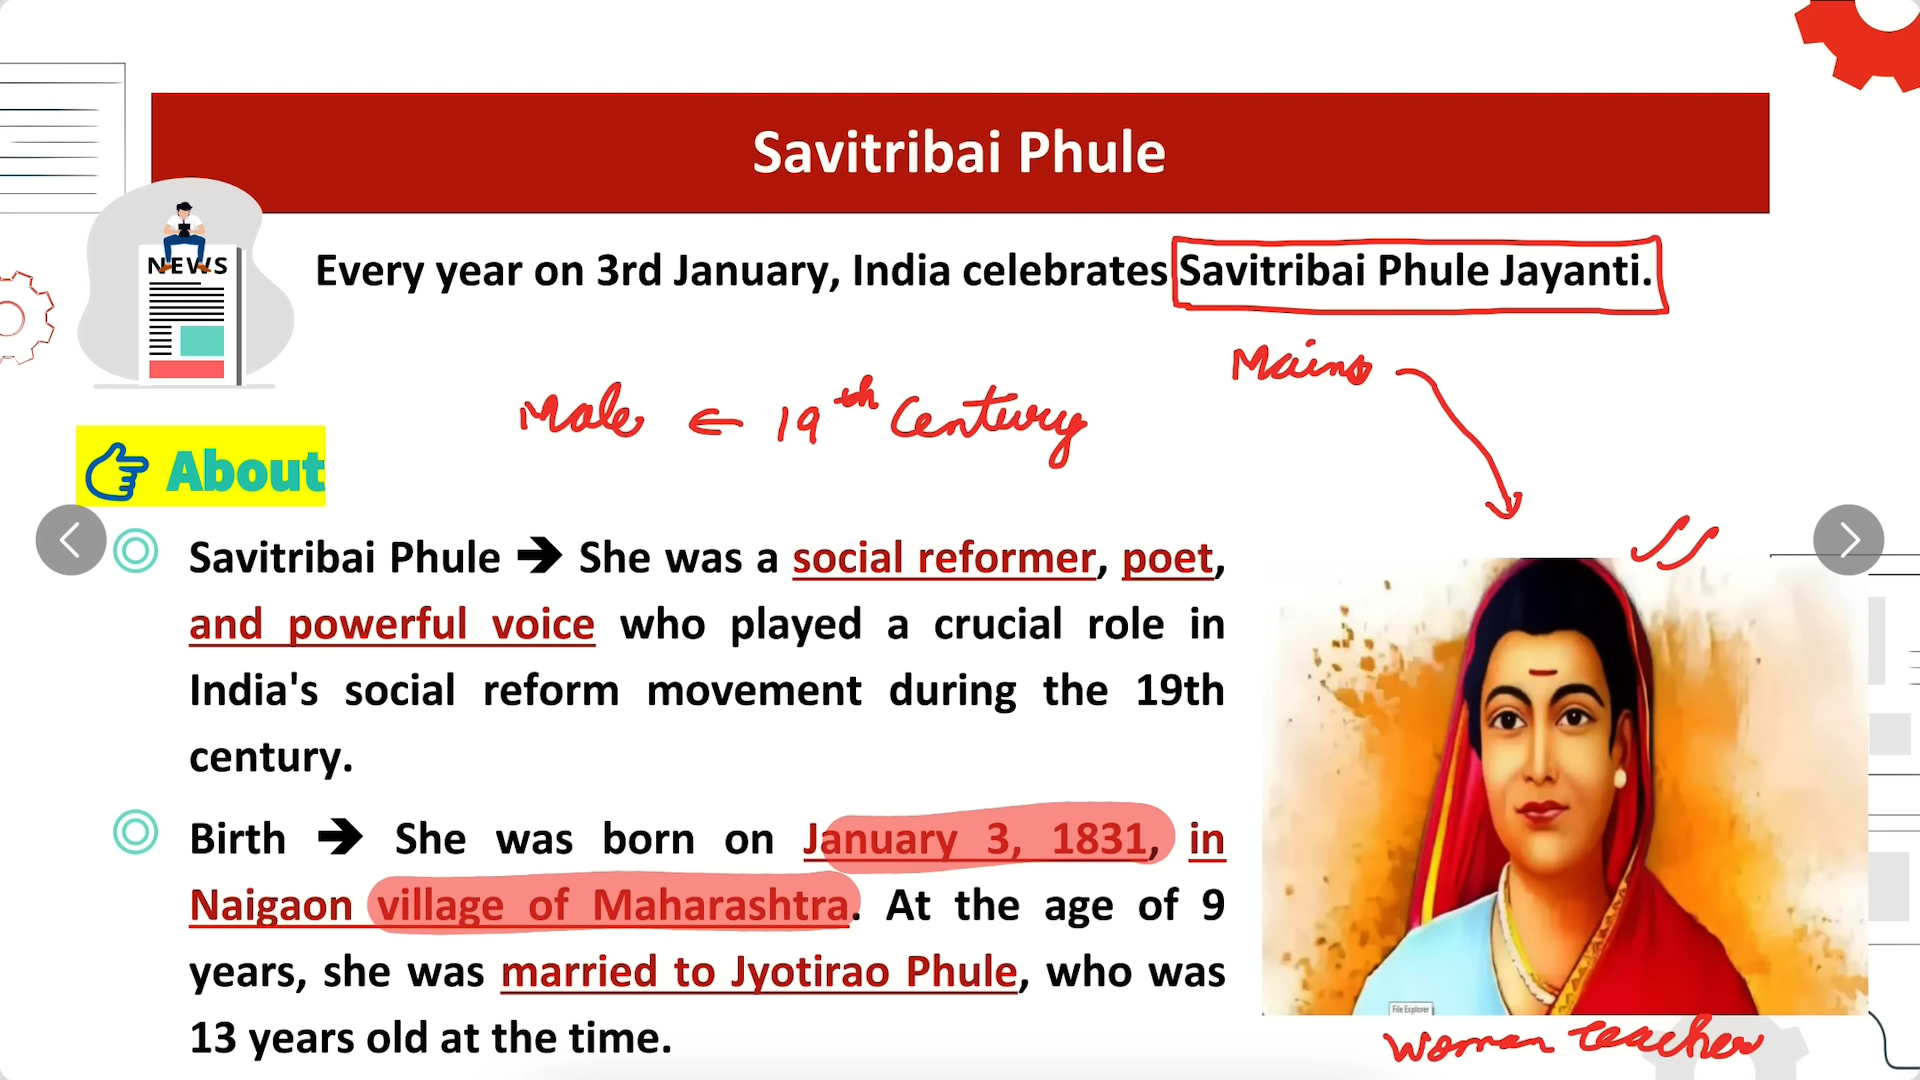 Savitribai Phule
NEWS
Every year on 3rd January, India celebrates Savitribai Phule Jayanti.
Mains
Male ← 19th Century
About
Savitribai Phule ➔ She was a social reformer, poet,
and powerful voice who played a crucial role in
India's social reform movement during the 19th
century.
Birth ➔ She was born on January 3, 1831, in
Naigaon village of Maharashtra. At the age of 9
years, she was married to Jyotirao Phule, who was
13 years old at the time.
File Explorer
woman teacher